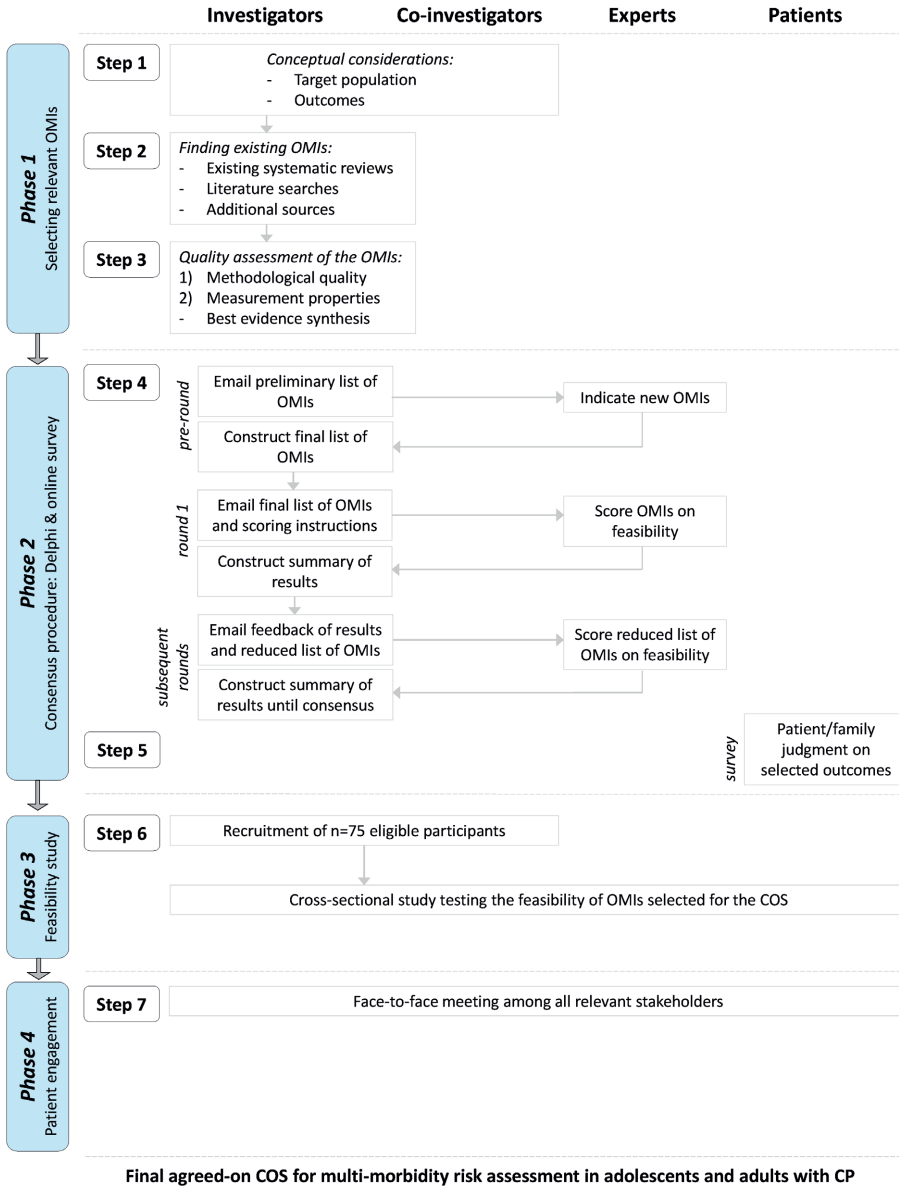 Investigators Co-investigators Experts Patients
Phase 1
Selecting relevant OMIs
Step 1
Conceptual considerations:
- Target population
- Outcomes
Step 2
Finding existing OMIs:
- Existing systematic reviews
- Literature searches
- Additional sources
Step 3
Quality assessment of the OMIs:
1) Methodological quality
2) Measurement properties
- Best evidence synthesis
Phase 2
Consensus procedure: Delphi & online survey
Step 4
pre-round
Email preliminary list of
OMIs
Indicate new OMIs
Construct final list of
OMIs
round 1
Email final list of OMIs
and scoring instructions
Score OMIs on
feasibility
Construct summary of
results
subsequent
rounds
Email feedback of results
and reduced list of OMIs
Score reduced list of
OMIs on feasibility
Construct summary of
results until consensus
Step 5
survey
Patient/family
judgment on
selected outcomes
Phase 3
Feasibility study
Step 6
Recruitment of n=75 eligible participants
Cross-sectional study testing the feasibility of OMIs selected for the COS
Phase 4
Patient engagement
Step 7
Face-to-face meeting among all relevant stakeholders
Final agreed-on COS for multi-morbidity risk assessment in adolescents and adults with CP